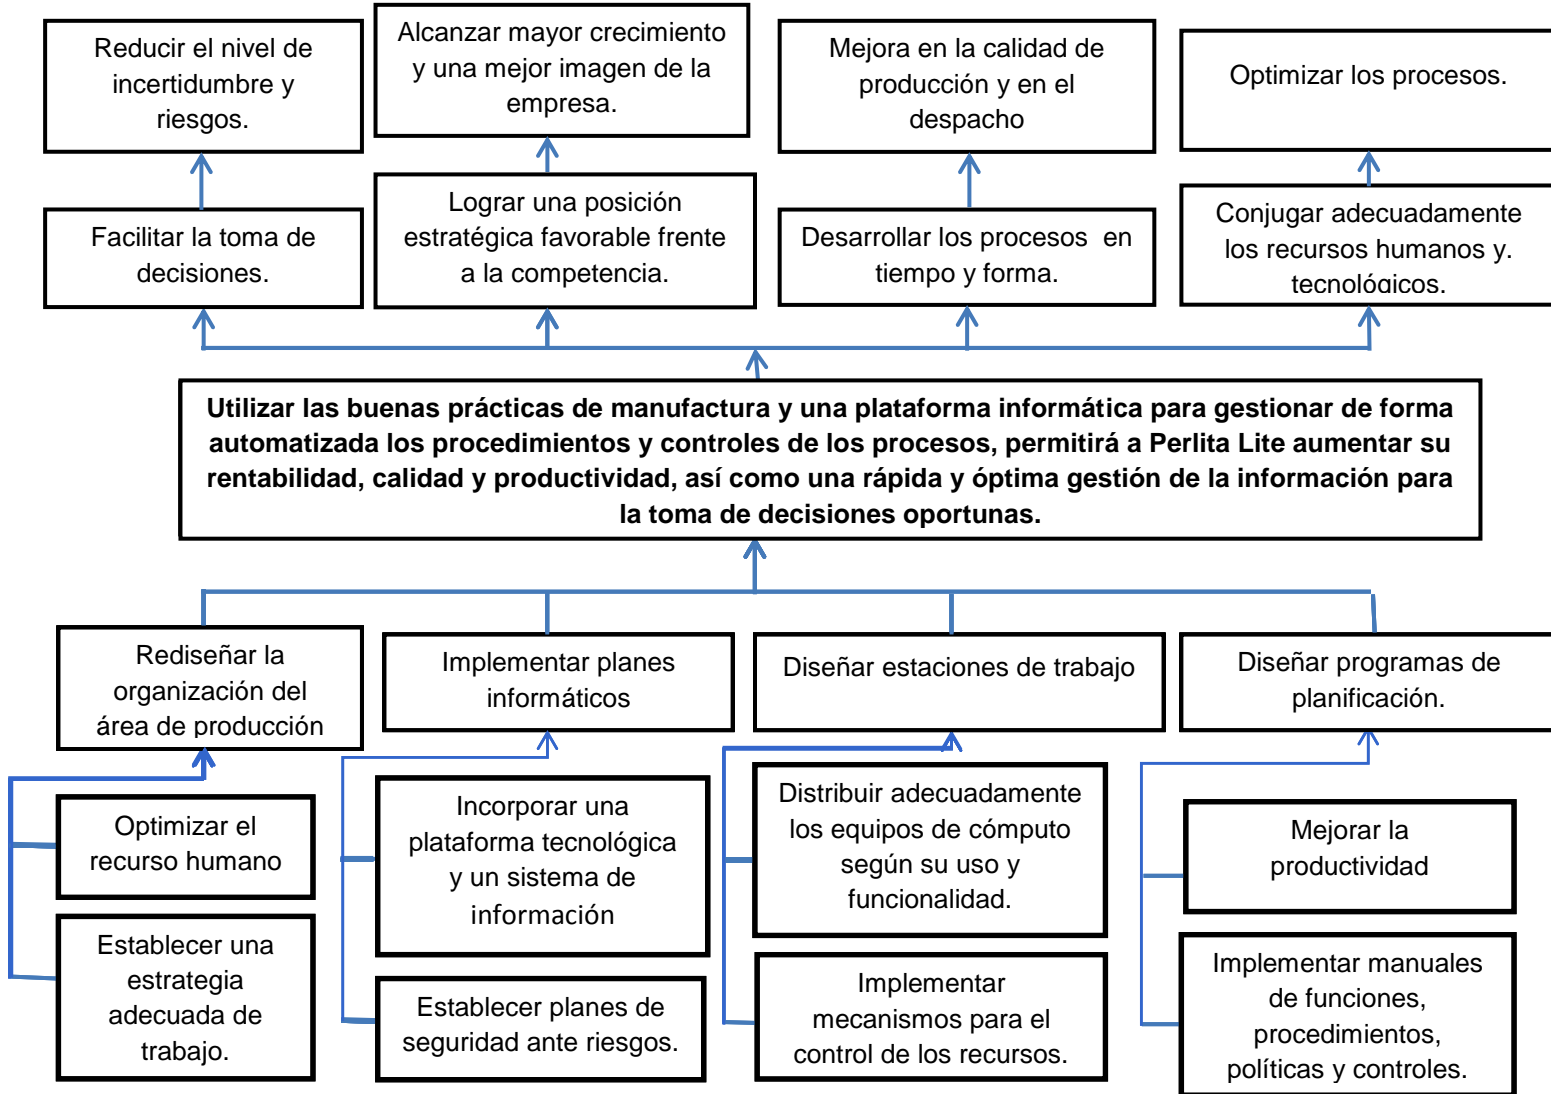 Reducir el nivel de
incertidumbre y
riesgos.
Alcanzar mayor crecimiento
y una mejor imagen de la
empresa.
Mejora en la calidad de
producción y en el
despacho
Optimizar los procesos.
Facilitar la toma de
decisiones.
Lograr una posición
estratégica favorable frente
a la competencia.
Desarrollar los procesos en
tiempo y forma.
Conjugar adecuadamente
los recursos humanos y.
tecnológicos.
Utilizar las buenas prácticas de manufactura y una plataforma informática para gestionar de forma
automatizada los procedimientos y controles de los procesos, permitirá a Perlita Lite aumentar su
rentabilidad, calidad y productividad, así como una rápida y óptima gestión de la información para
la toma de decisiones oportunas.
Rediseñar la
organización del
área de producción
Implementar planes
informáticos
Diseñar estaciones de trabajo
Diseñar programas de
planificación.
Optimizar el
recurso humano
Incorporar una
plataforma tecnológica
y un sistema de
información
Distribuir adecuadamente
los equipos de cómputo
según su uso y
funcionalidad.
Mejorar la
productividad
Establecer una
estrategia
adecuada de
trabajo.
Establecer planes de
seguridad ante riesgos.
Implementar
mecanismos para el
control de los recursos.
Implementar manuales
de funciones,
procedimientos,
políticas y controles.